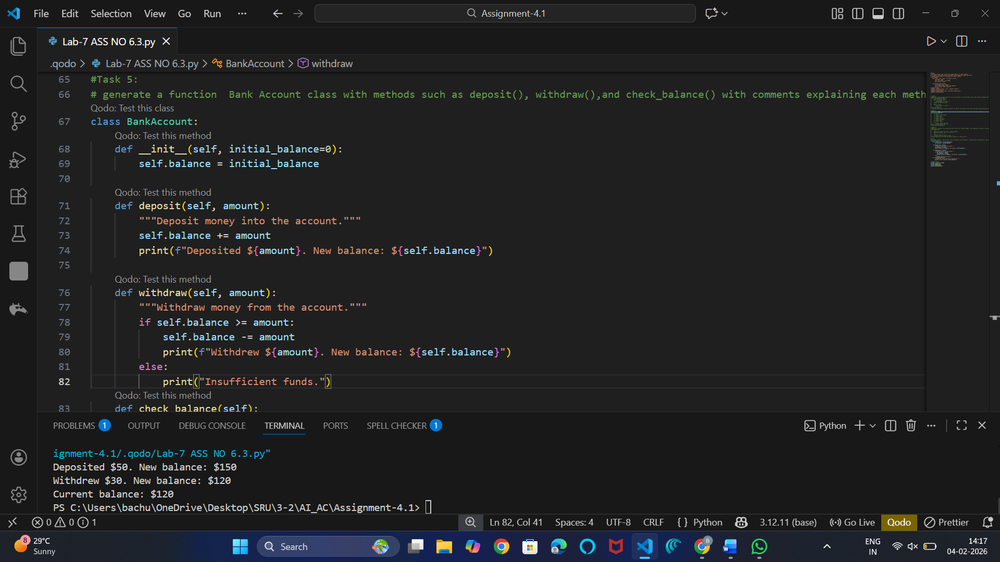 File Edit Selection View Go Run ··· Assignment-4.1
Lab-7 ASS NO 6.3.py
.qodo > Lab-7 ASS NO 6.3.py > BankAccount > withdraw
65 #Task 5:
66 # generate a function  Bank Account class with methods such as deposit(), withdraw(),and check_balance() with comments explaining each meth
Qodo: Test this class
67 class BankAccount:
Qodo: Test this method
68     def __init__(self, initial_balance=0):
69         self.balance = initial_balance
70
Qodo: Test this method
71     def deposit(self, amount):
72         """Deposit money into the account."""
73         self.balance += amount
74         print(f"Deposited ${amount}. New balance: ${self.balance}")
75
Qodo: Test this method
76     def withdraw(self, amount):
77         """Withdraw money from the account."""
78         if self.balance >= amount:
79             self.balance -= amount
80             print(f"Withdrew ${amount}. New balance: ${self.balance}")
81         else:
82             print("Insufficient funds.")
Qodo: Test this method
83     def check_balance(self):
PROBLEMS 1 OUTPUT DEBUG CONSOLE TERMINAL PORTS SPELL CHECKER 1 Python
ignment-4.1/.qodo/Lab-7 ASS NO 6.3.py"
Deposited $50. New balance: $150
Withdrew $30. New balance: $120
Current balance: $120
PS C:\Users\bachu\OneDrive\Desktop\SRU\3-2\AI_AC\Assignment-4.1>
0 0 1 Ln 82, Col 41 Spaces: 4 UTF-8 CRLF { } Python 3.12.11 (base) Go Live Qodo Prettier
8 29°C
Sunny
Search
ENG
IN
14:17
04-02-2026